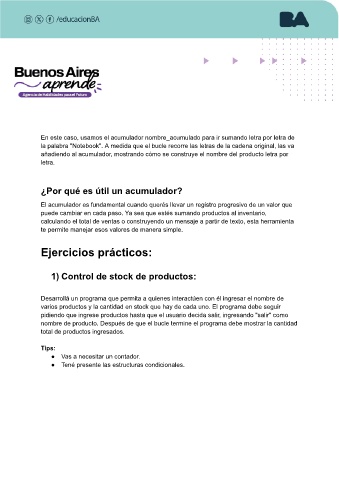 /educacionBA
BA
Buenos Aires
aprende
Agencia de Habilidades para el Futuro
En este caso, usamos el acumulador nombre_acumulado para ir sumando letra por letra de
la palabra "Notebook". A medida que el bucle recorre las letras de la cadena original, las va
añadiendo al acumulador, mostrando cómo se construye el nombre del producto letra por
letra.
¿Por qué es útil un acumulador?
El acumulador es fundamental cuando querés llevar un registro progresivo de un valor que
puede cambiar en cada paso. Ya sea que estés sumando productos al inventario,
calculando el total de ventas o construyendo un mensaje a partir de texto, esta herramienta
te permite manejar esos valores de manera simple.
Ejercicios prácticos:
1) Control de stock de productos:
Desarrollá un programa que permita a quienes interactúen con él ingresar el nombre de
varios productos y la cantidad en stock que hay de cada uno. El programa debe seguir
pidiendo que ingrese productos hasta que el usuario decida salir, ingresando "salir" como
nombre de producto. Después de que el bucle termine el programa debe mostrar la cantidad
total de productos ingresados.
Tips:
● Vas a necesitar un contador.
● Tené presente las estructuras condicionales.